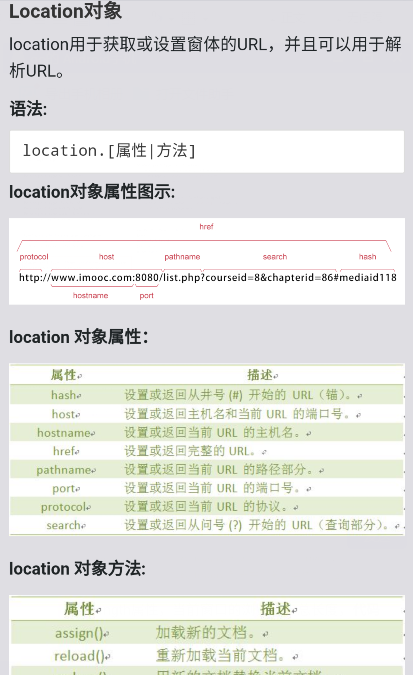 Location对象
location用于获取或设置窗体的URL，并且可以用于解
析URL。
语法:
location.[属性|方法]
location对象属性图示:
href
protocol host pathname search hash
http://www.imooc.com:8080/list.php?courseid=8&chapterid=86#mediaid118
hostname port
location 对象属性：
属性 描述
hash 设置或返回从井号 (#) 开始的 URL（锚）。
host 设置或返回主机名和当前 URL 的端口号。
hostname 设置或返回当前 URL 的主机名。
href 设置或返回完整的 URL。
pathname 设置或返回当前 URL 的路径部分。
port 设置或返回当前 URL 的端口号。
protocol 设置或返回当前 URL 的协议。
search 设置或返回从问号 (?) 开始的 URL（查询部分）。
location 对象方法:
属性 描述
assign() 加载新的文档。
reload() 重新加载当前文档。